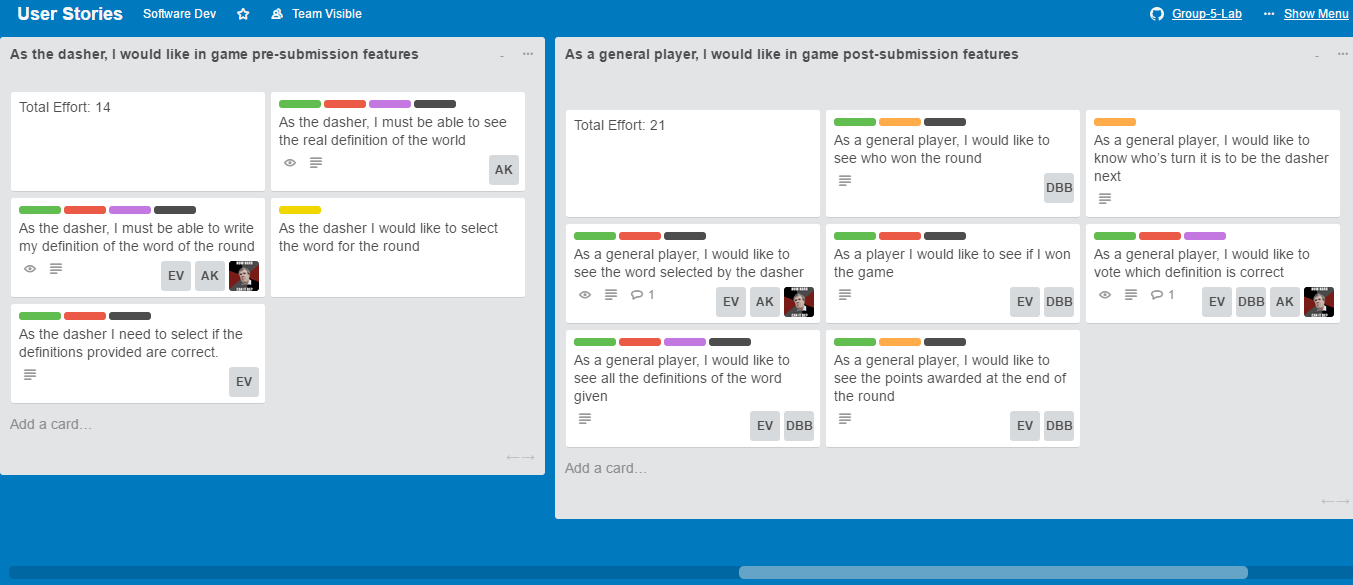 User Stories Software Dev Team Visible Group-5-Lab ... Show Menu
As the dasher, I would like in game pre-submission features
Total Effort: 14
As the dasher, I must be able to see
the real definition of the world
AK
As the dasher, I must be able to write
my definition of the word of the round
EV AK
As the dasher I would like to select
the word for the round
As the dasher I need to select if the
definitions provided are correct.
EV
Add a card…
As a general player, I would like in game post-submission features
Total Effort: 21
As a general player, I would like to
see who won the round
DBB
As a general player, I would like to
know who’s turn it is to be the dasher
next
As a general player, I would like to
see the word selected by the dasher
1 EV AK
As a player I would like to see if I won
the game
EV DBB
As a general player, I would like to
vote which definition is correct
1 EV DBB AK
As a general player, I would like to
see all the definitions of the word
given
EV DBB
As a general player, I would like to
see the points awarded at the end of
the round
EV DBB
Add a card…